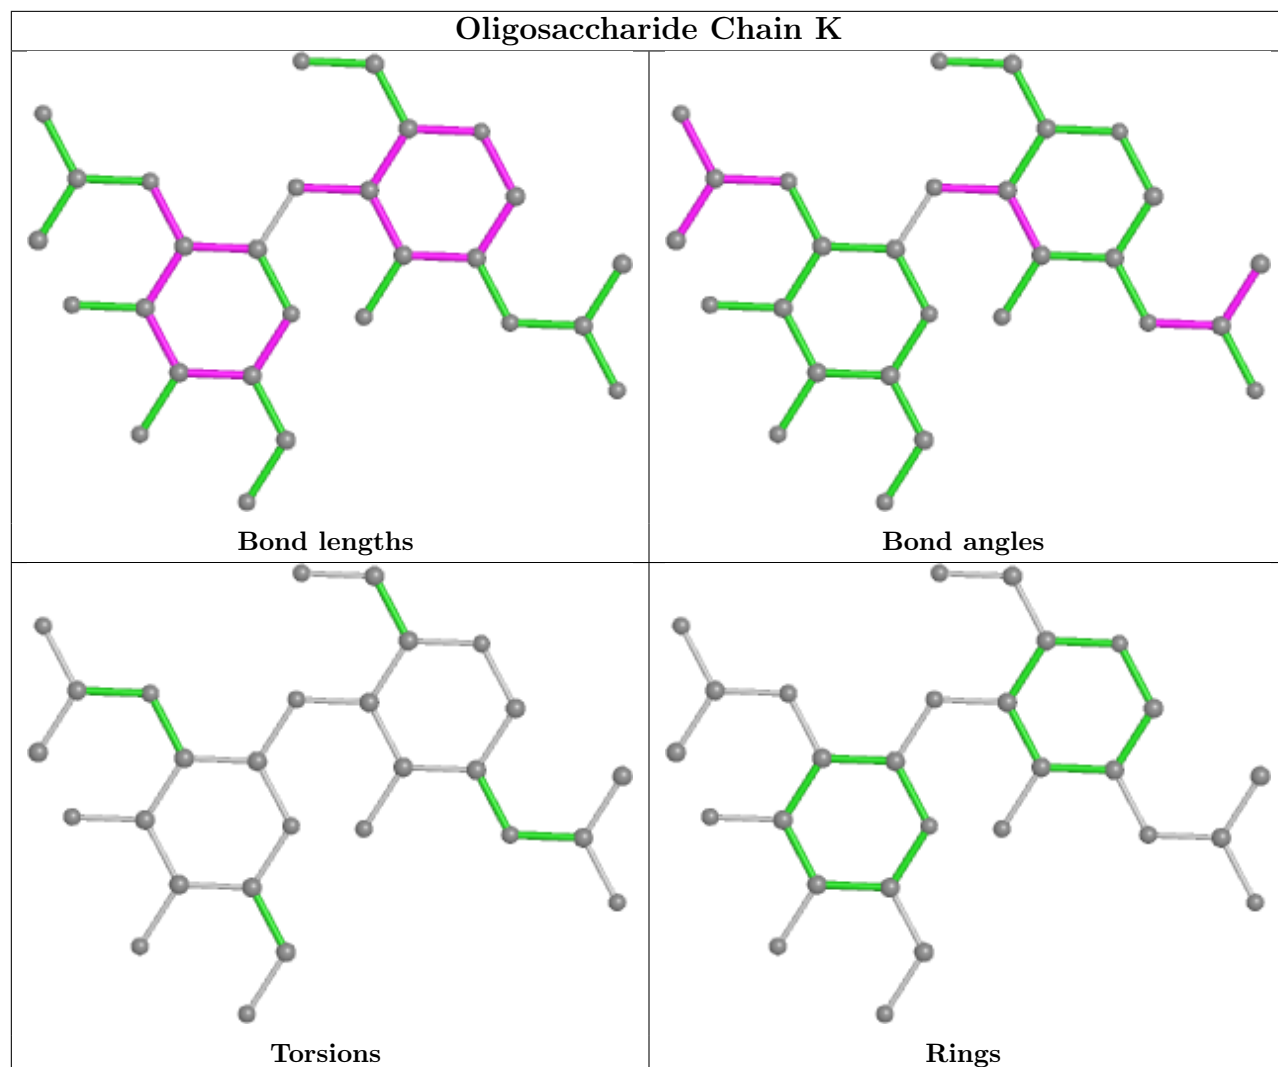 Oligosaccharide Chain K
Bond lengths
Bond angles
Torsions
Rings